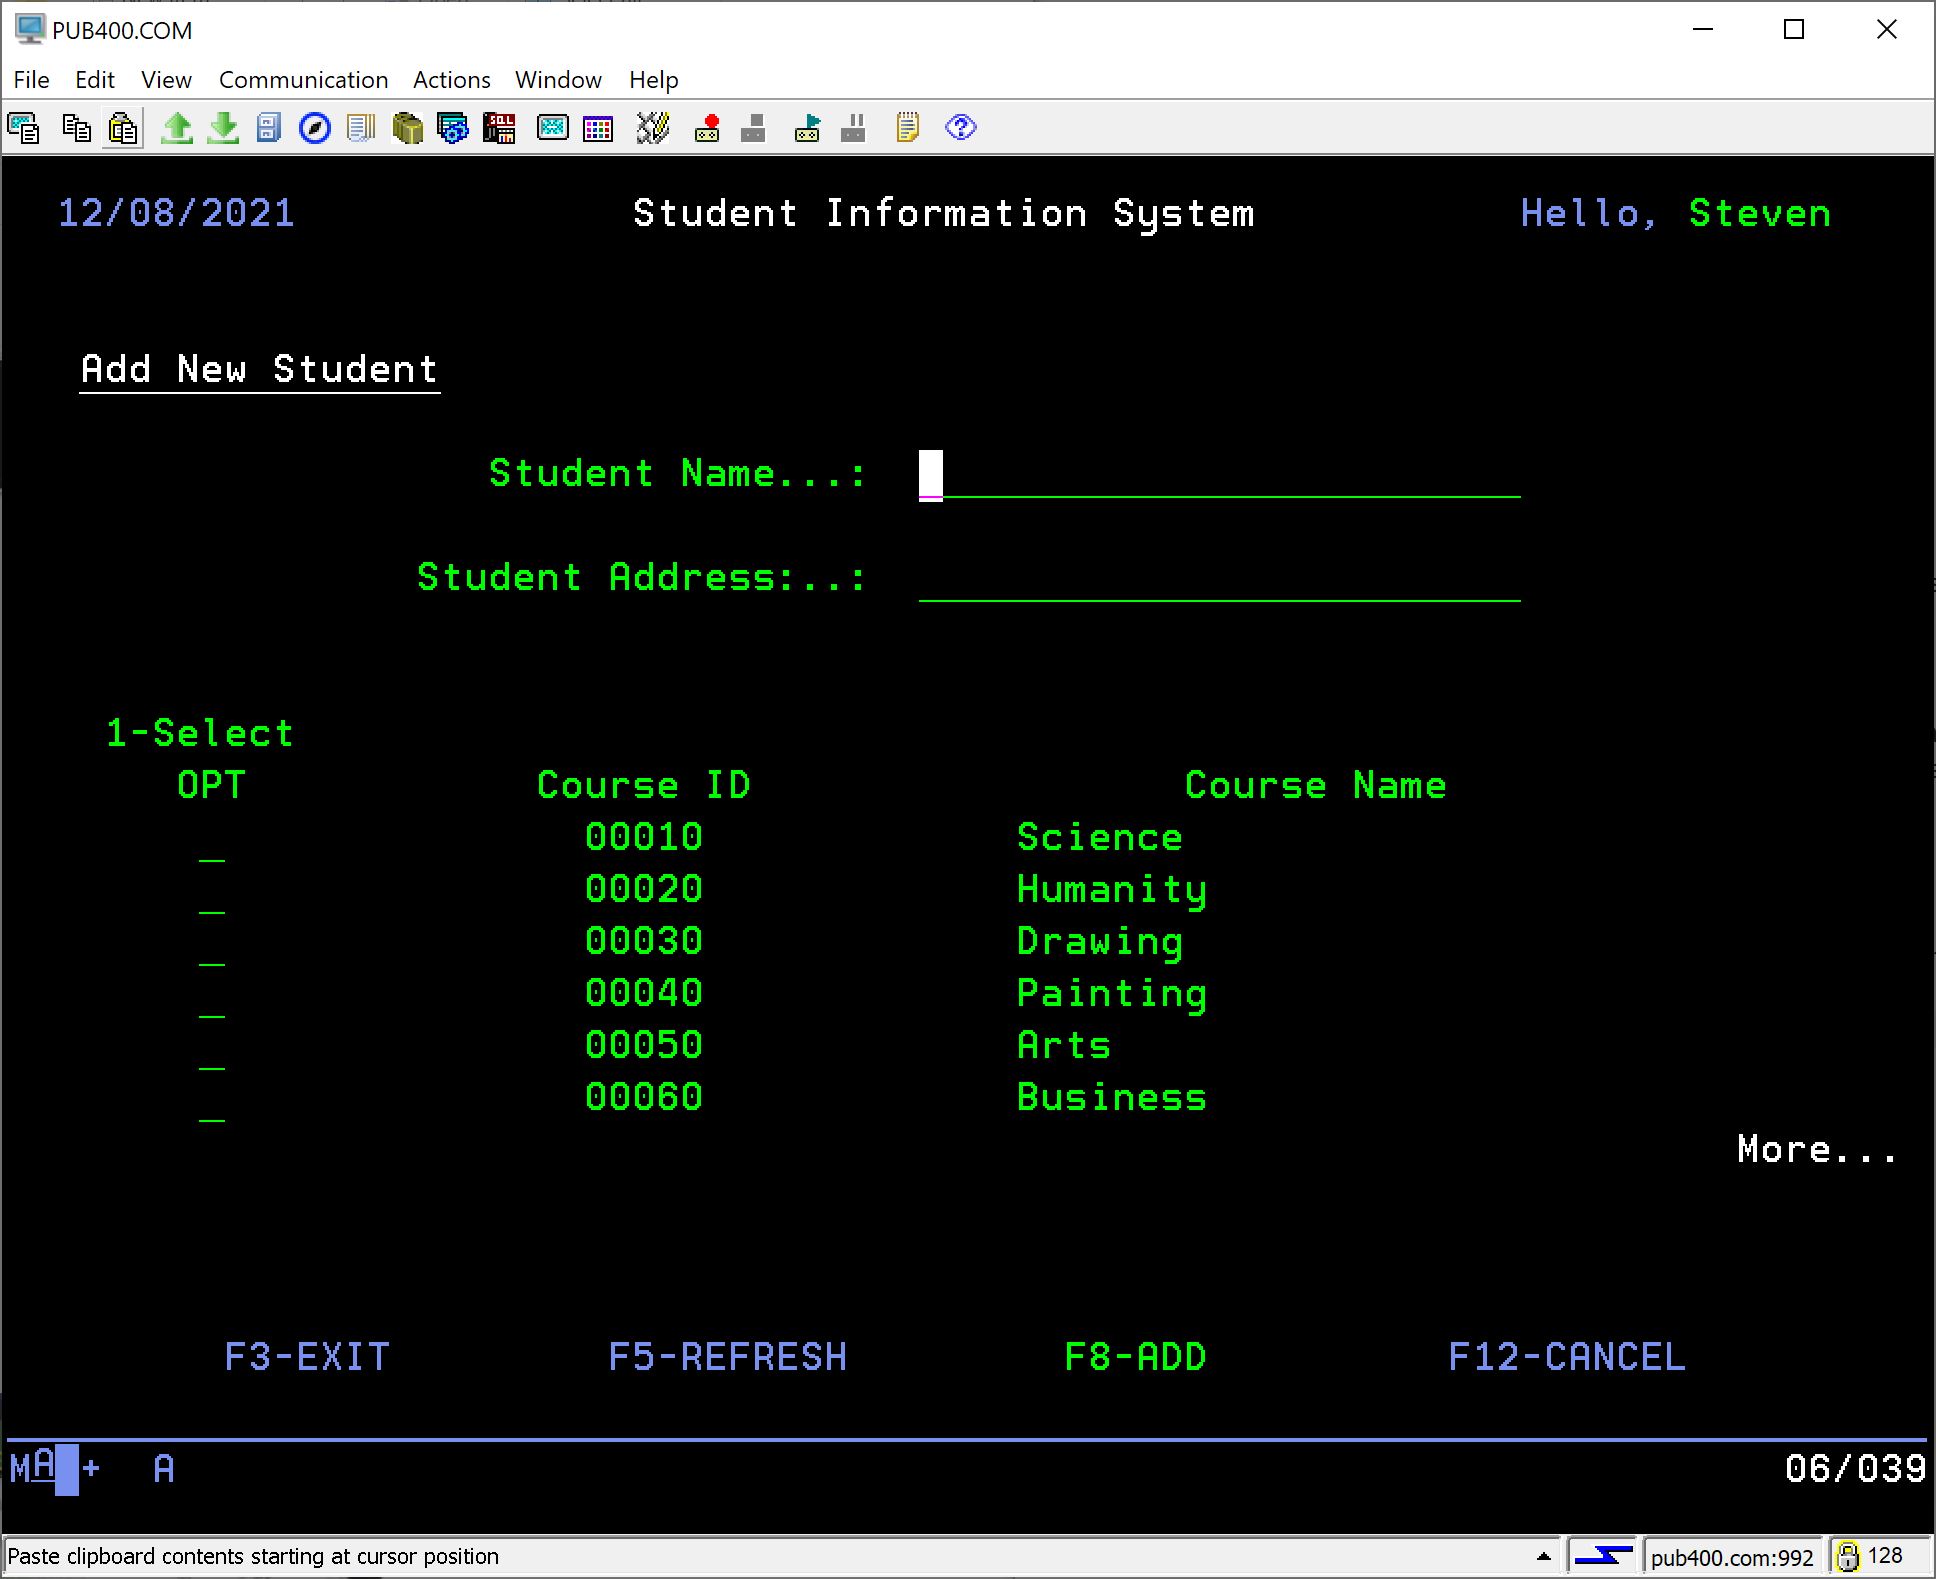 PUB400.COM
File Edit View Communication Actions Window Help
12/08/2021 Student Information System Hello, Steven
Add New Student
Student Name...:
Student Address:..:
1-Select
OPT Course ID Course Name
_ 00010 Science
_ 00020 Humanity
_ 00030 Drawing
_ 00040 Painting
_ 00050 Arts
_ 00060 Business
More...
F3-EXIT F5-REFRESH F8-ADD F12-CANCEL
MA + A 06/039
Paste clipboard contents starting at cursor position pub400.com:992 128